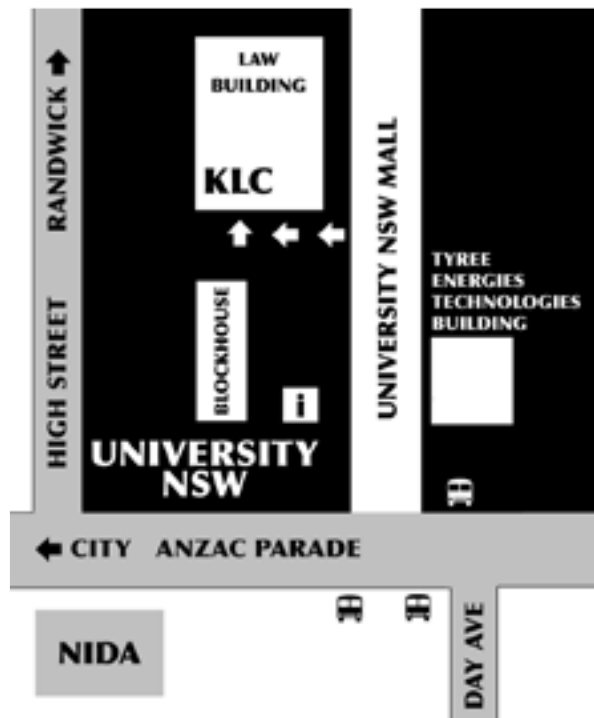 LAW
BUILDING
KLC
RANDWICK
HIGH STREET
UNIVERSITY NSW MALL
TYREE
ENERGIES
TECHNOLOGIES
BUILDING
BLOCKHOUSE
i
UNIVERSITY
NSW
CITY ANZAC PARADE
NIDA
DAY AVE